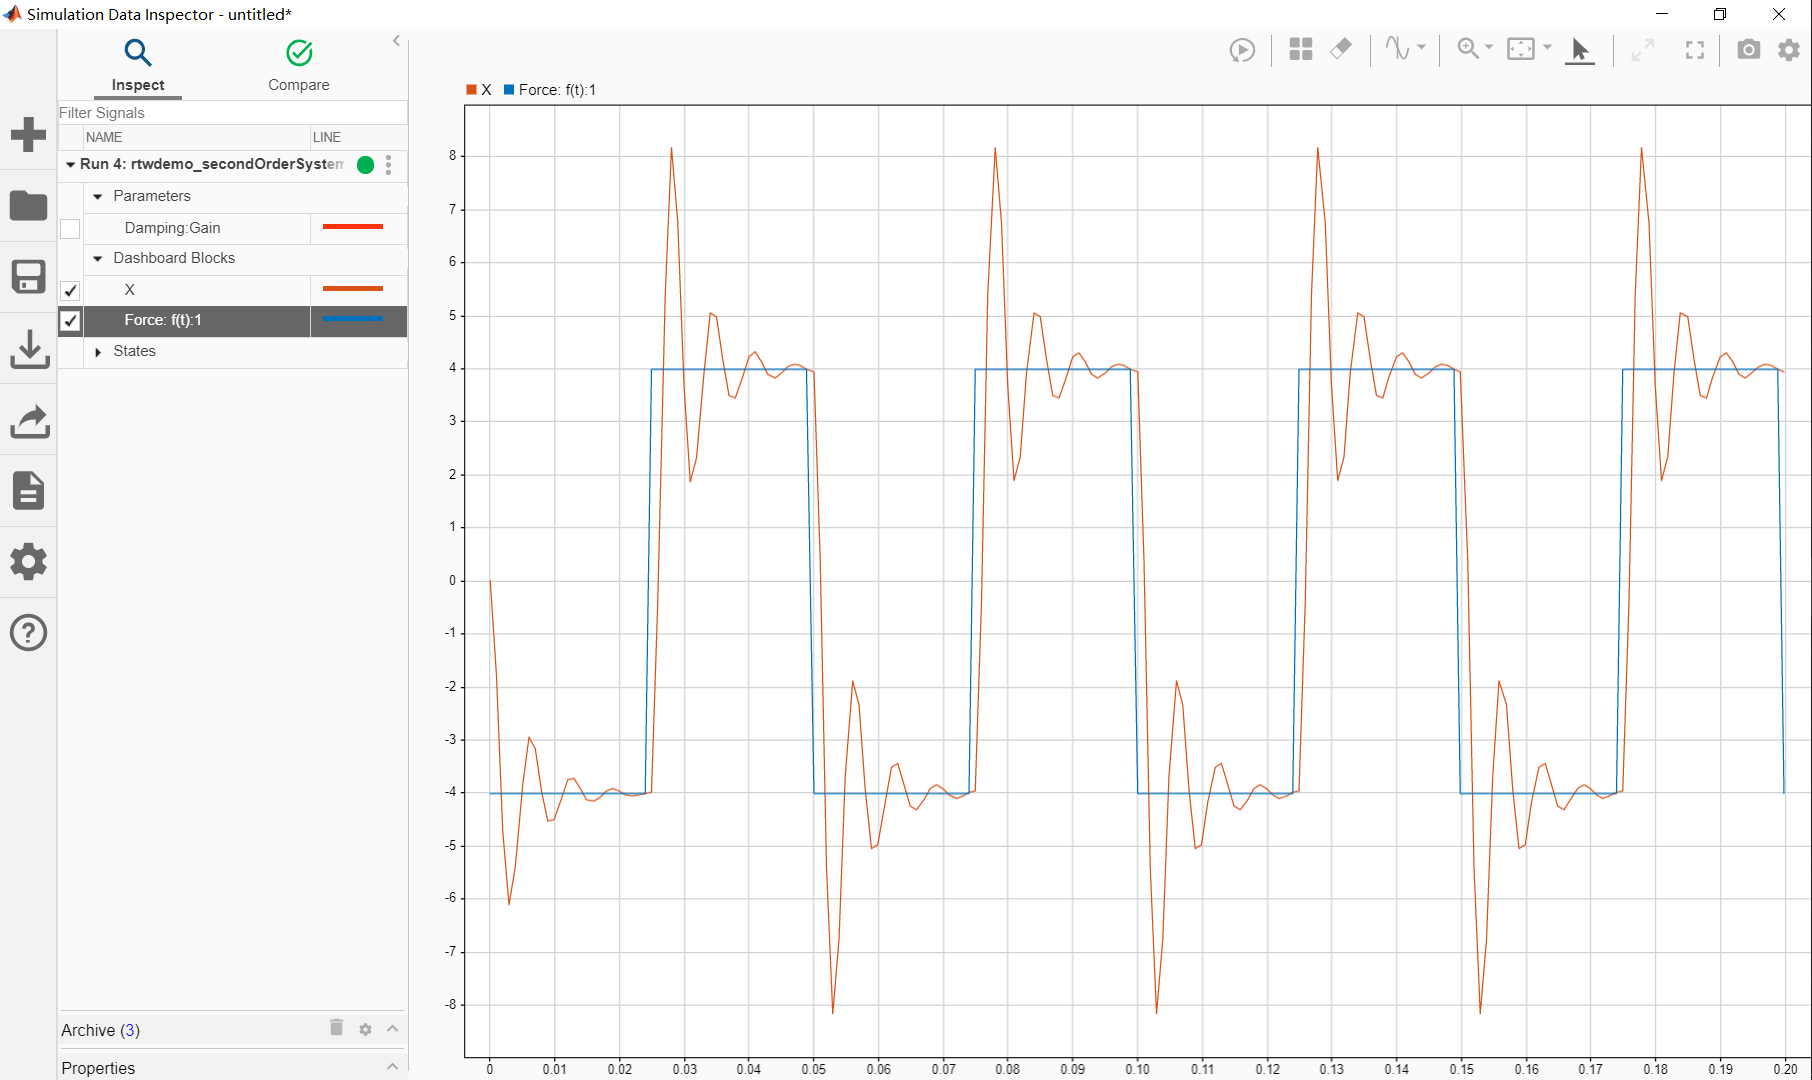 Simulation Data Inspector - untitled*
Inspect
Compare
Filter Signals
NAME
LINE
Run 4: rtwdemo_secondOrderSystem
Parameters
Damping:Gain
Dashboard Blocks
X
Force: f(t):1
States
Archive (3)
Properties
X
Force: f(t):1
8
7
6
5
4
3
2
1
0
-1
-2
-3
-4
-5
-6
-7
-8
0
0.01
0.02
0.03
0.04
0.05
0.06
0.07
0.08
0.09
0.10
0.11
0.12
0.13
0.14
0.15
0.16
0.17
0.18
0.19
0.20